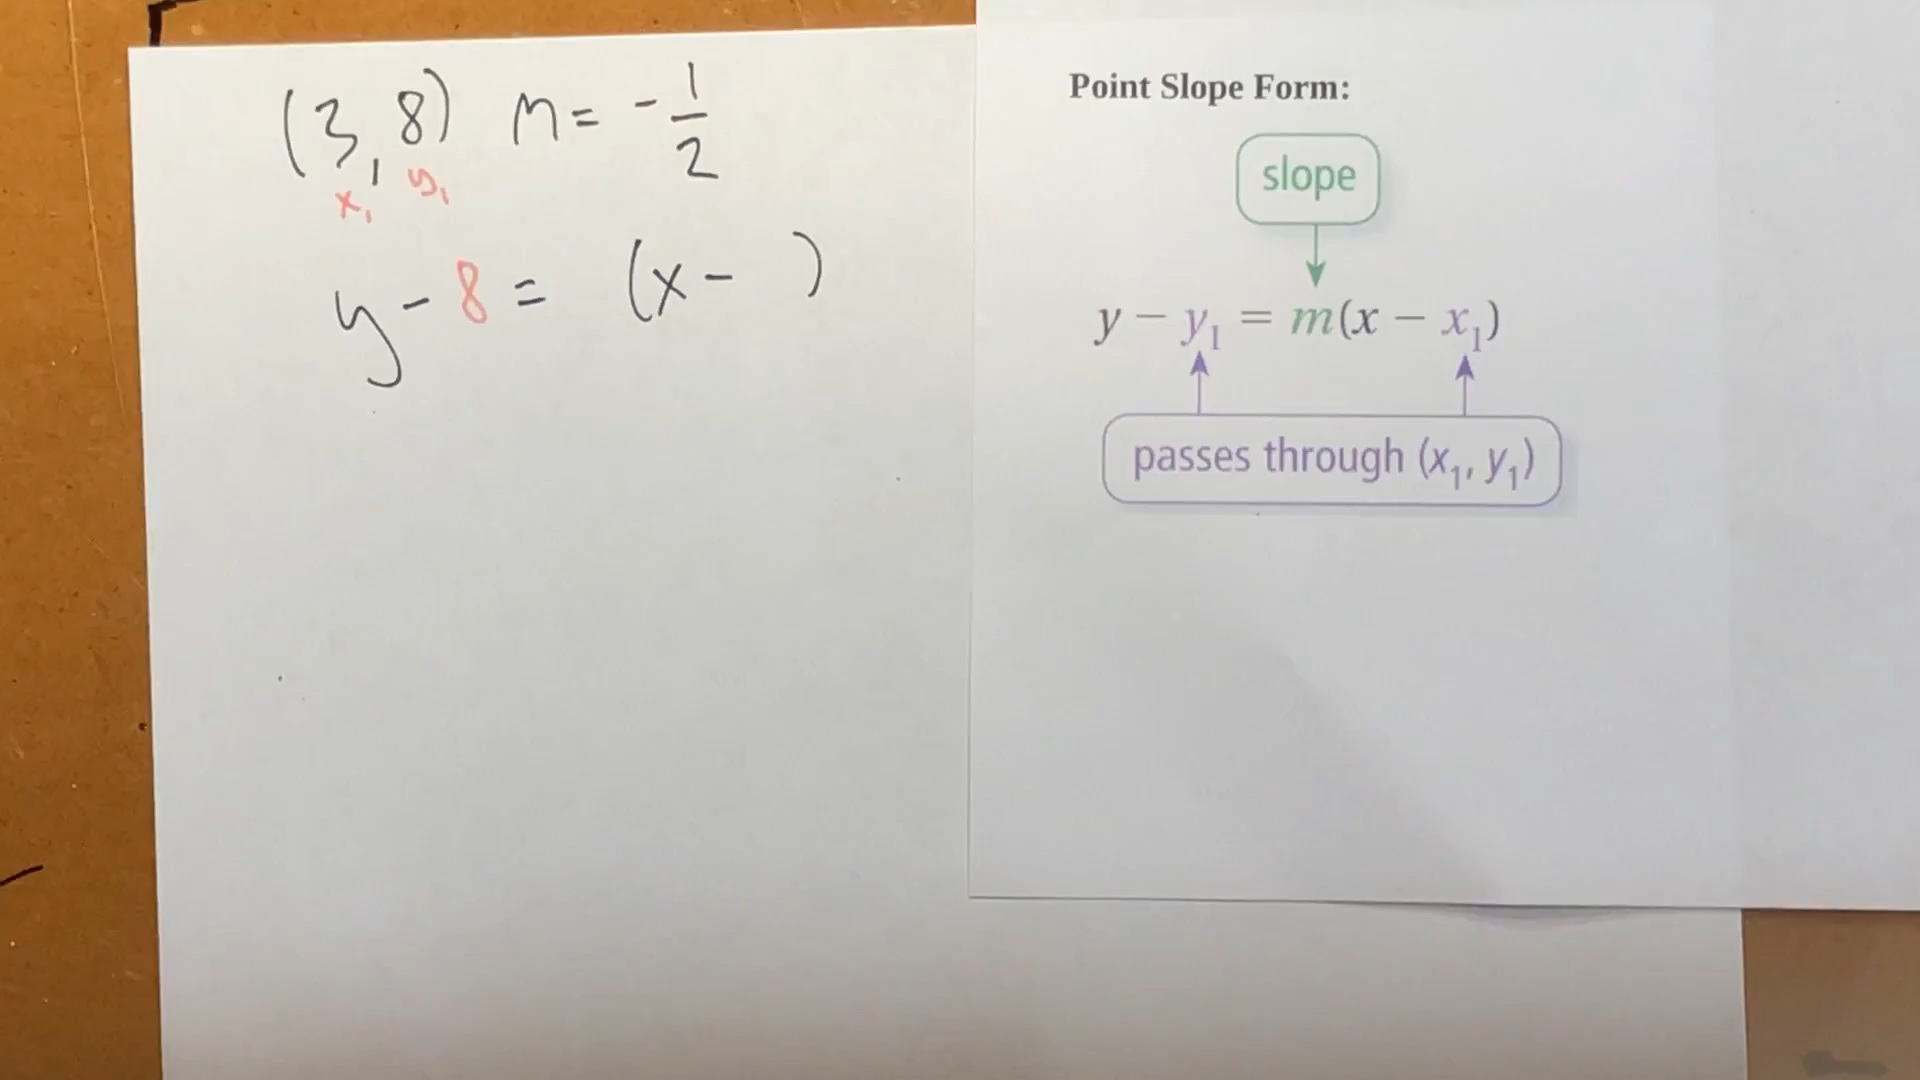 (3, 8) m = -1/2
x₁ y₁
y - 8 = (x - )
Point Slope Form:
slope
y − y₁ = m(x − x₁)
passes through (x₁, y₁)